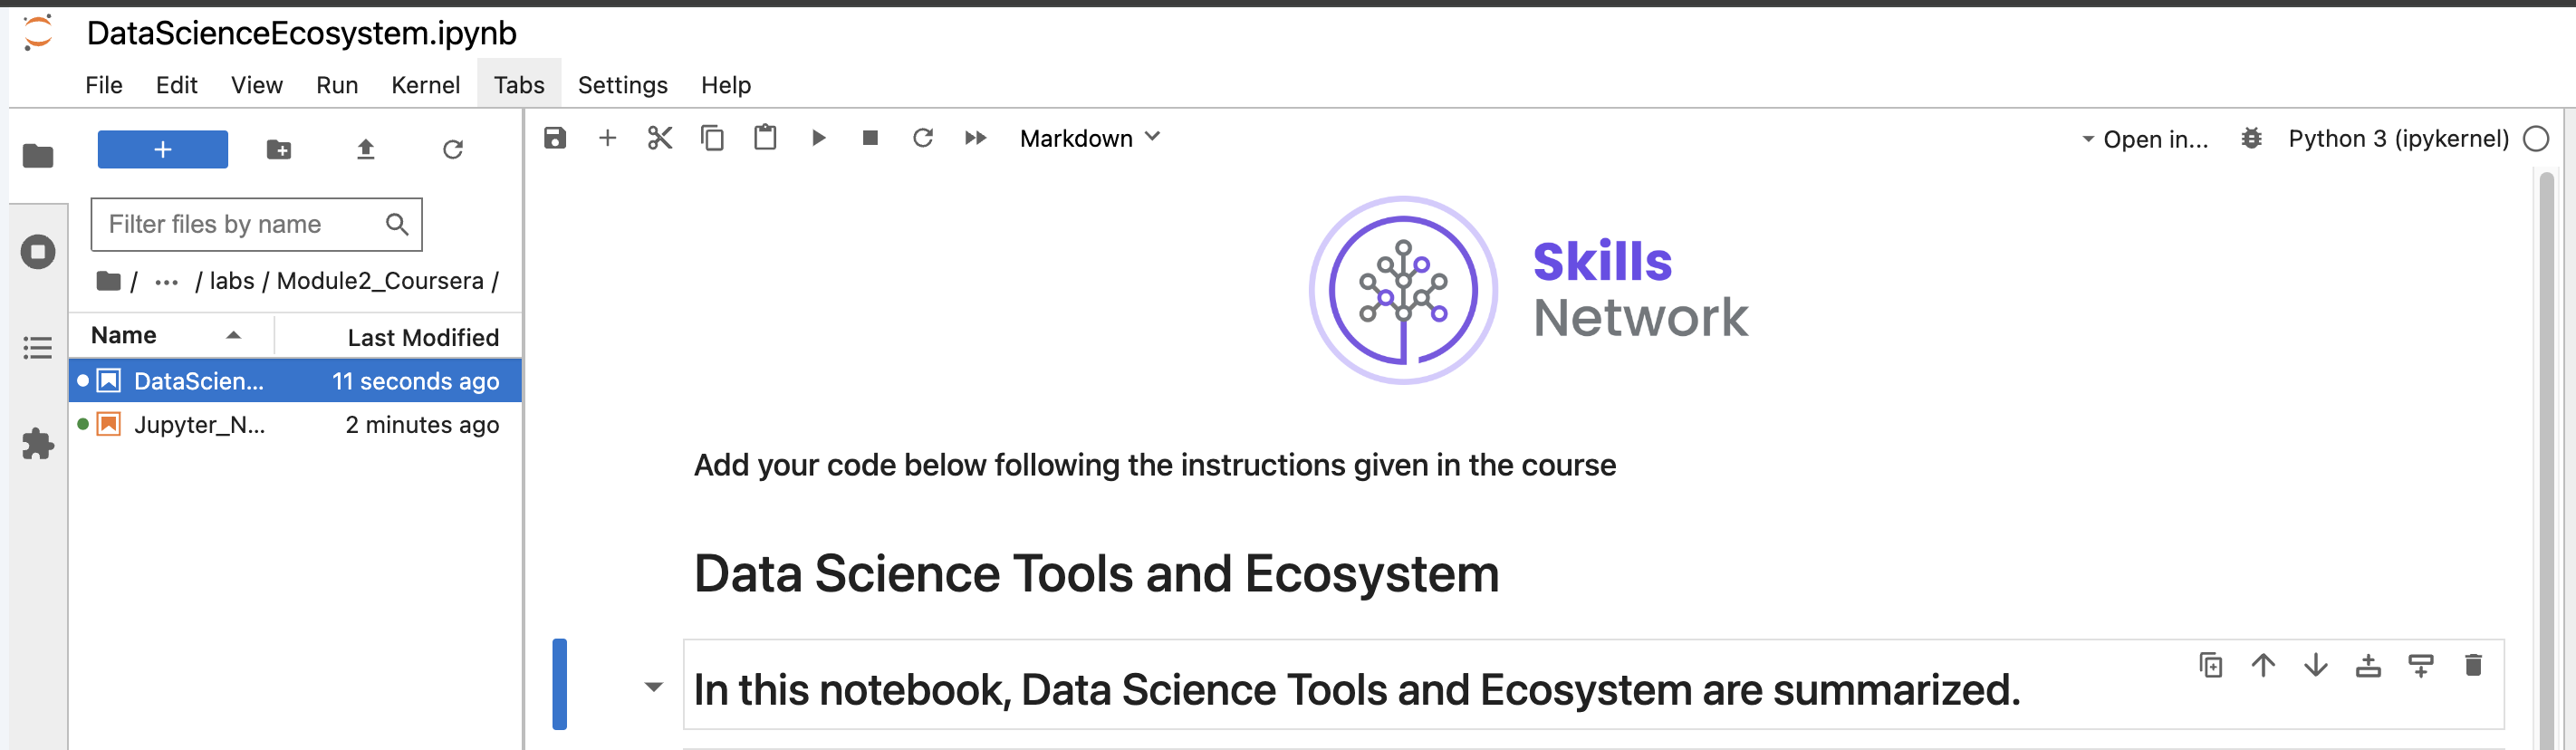 DataScienceEcosystem.ipynb
File Edit View Run Kernel Tabs Settings Help
+
Filter files by name
/ ... / labs / Module2_Coursera /
Name Last Modified
DataScien... 11 seconds ago
Jupyter_N... 2 minutes ago
Markdown
Open in... Python 3 (ipykernel)
Skills
Network
Add your code below following the instructions given in the course
Data Science Tools and Ecosystem
In this notebook, Data Science Tools and Ecosystem are summarized.